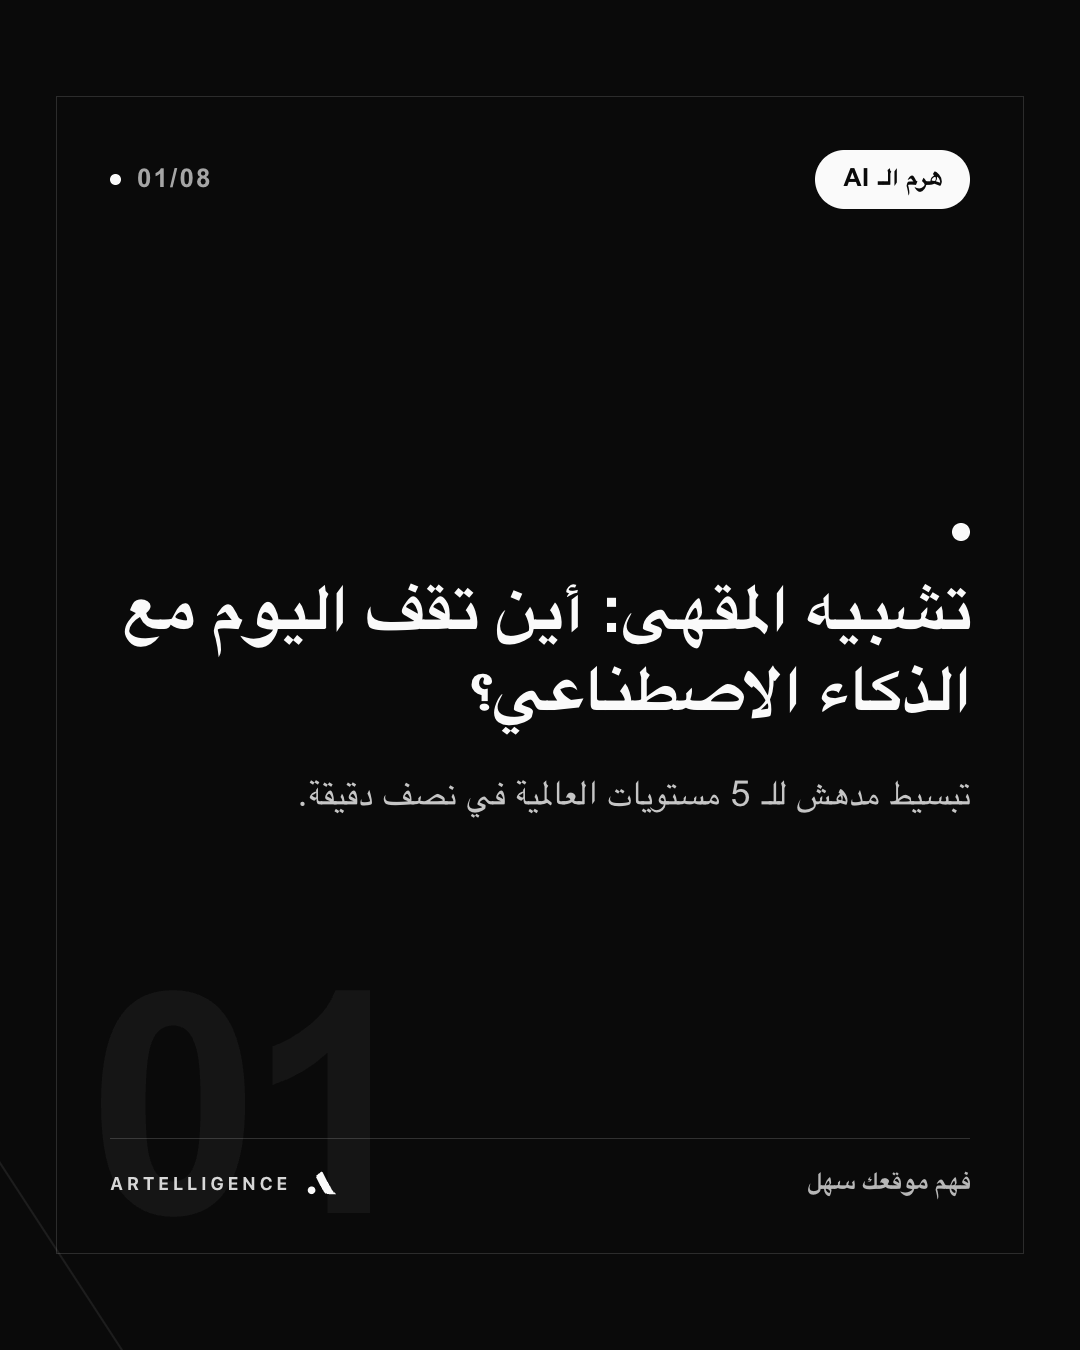 هرم الـ AI
01/08
تشبيه المقهى: أين تقف اليوم مع
الذكاء الاصطناعي؟
تبسيط مدهش للـ 5 مستويات العالمية في نصف دقيقة.
01
فهم موقعك سهل
ARTELLIGENCE